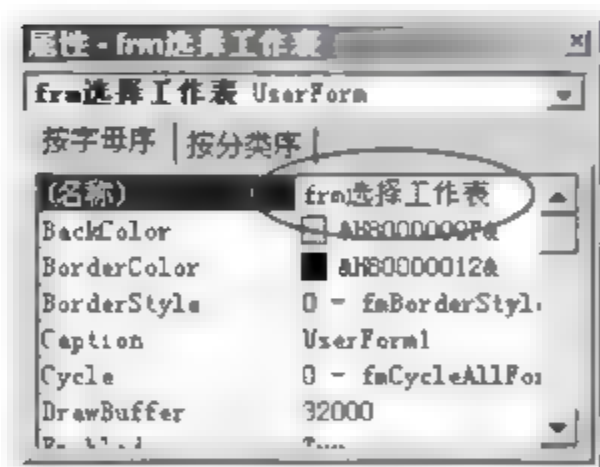 属性 - frm选择工作表
frm选择工作表 UserForm
按字母序 按分类序
(名称) frm选择工作表
BackColor &H8000000F&
BorderColor &H80000012&
BorderStyle 0 - fmBorderStyl
Caption UserForm1
Cycle 0 - fmCycleAllFor
DrawBuffer 32000